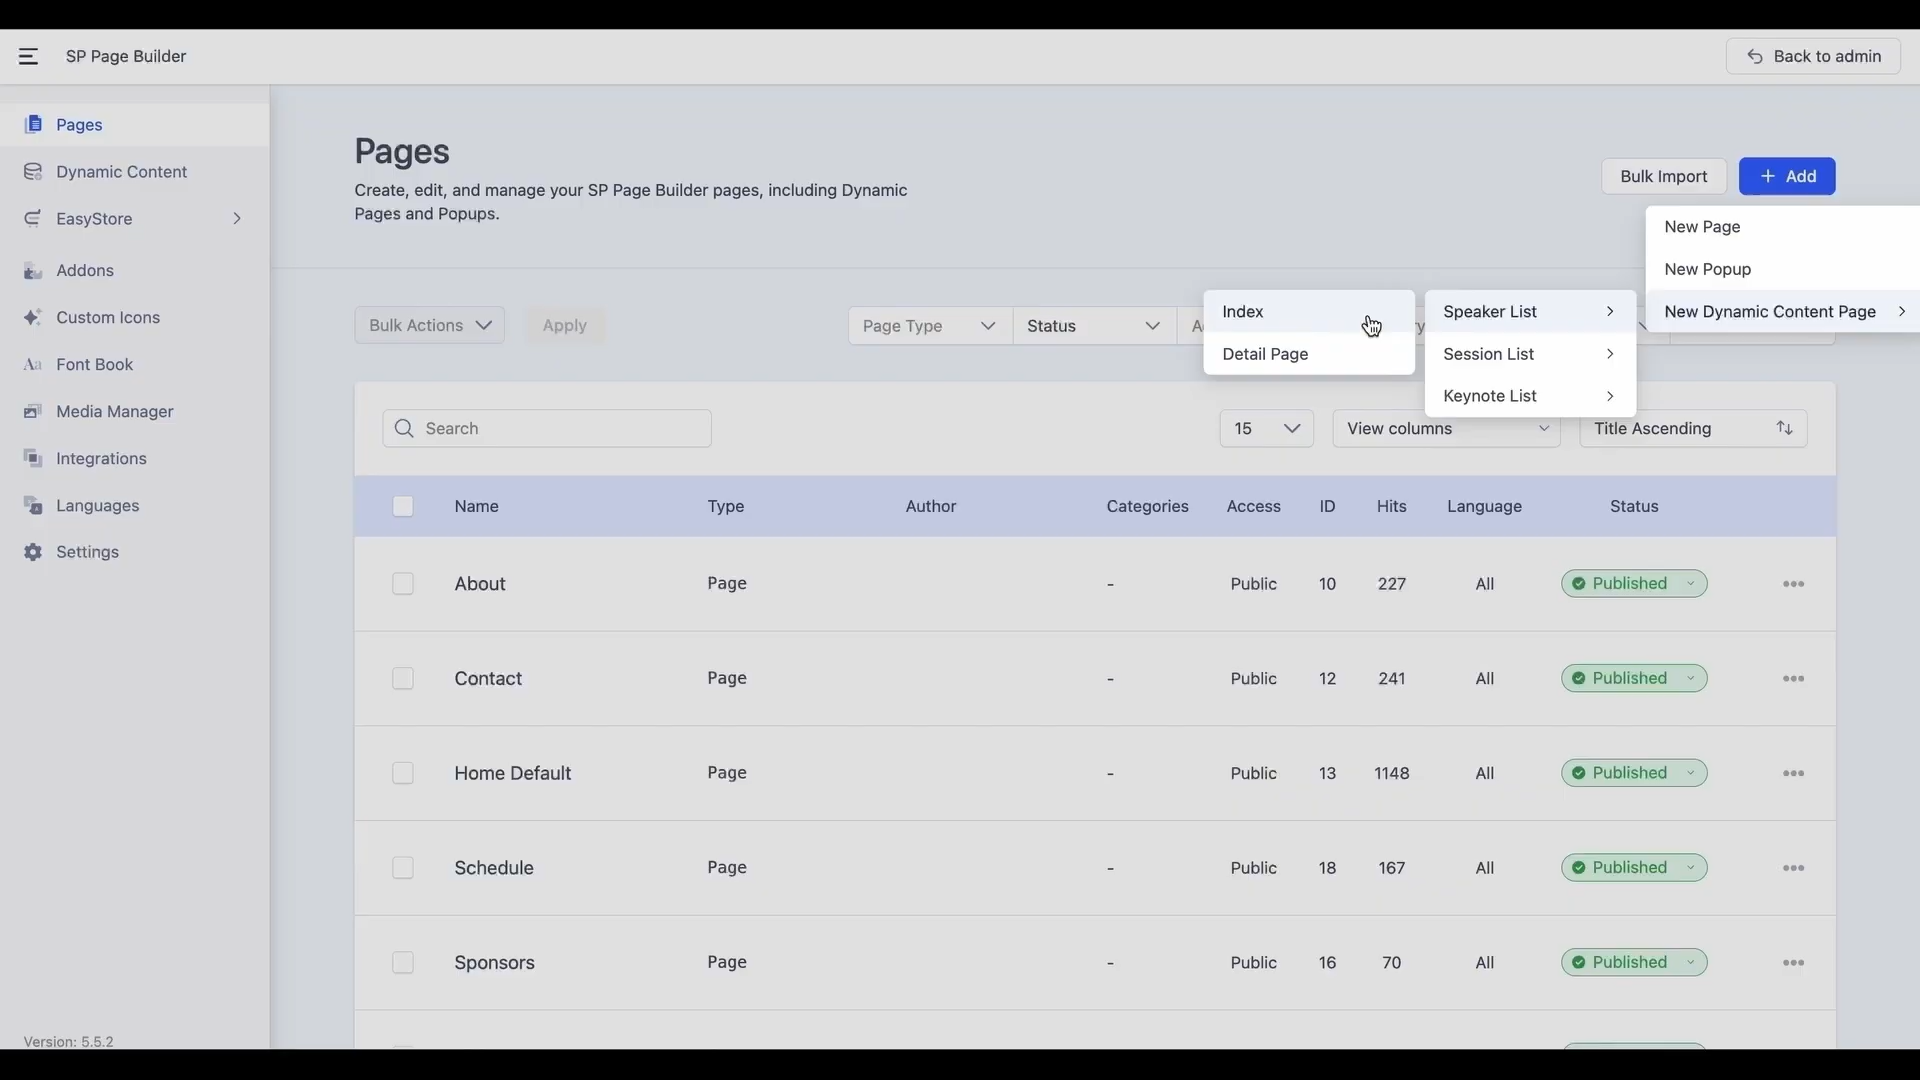 SP Page Builder
Back to admin
Pages
Dynamic Content
EasyStore
Addons
Custom Icons
Font Book
Media Manager
Integrations
Languages
Settings
Version: 5.5.2
Pages
Create, edit, and manage your SP Page Builder pages, including Dynamic
Pages and Popups.
Bulk Import
+ Add
New Page
New Popup
New Dynamic Content Page
Speaker List
Session List
Keynote List
Index
Detail Page
Bulk Actions
Apply
Page Type
Status
Search
15
View columns
Title Ascending
Name Type Author Categories Access ID Hits Language Status
About Page - Public 10 227 All Published
Contact Page - Public 12 241 All Published
Home Default Page - Public 13 1148 All Published
Schedule Page - Public 18 167 All Published
Sponsors Page - Public 16 70 All Published